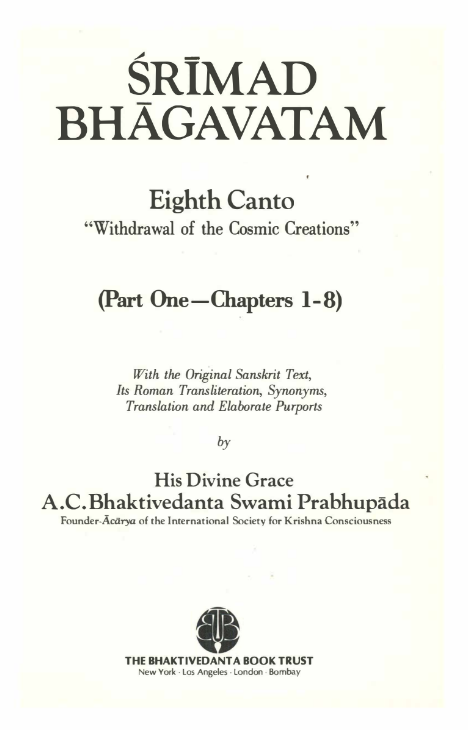 ŚRĪMAD
BHĀGAVATAM
Eighth Canto
“Withdrawal of the Cosmic Creations”
(Part One—Chapters 1-8)
With the Original Sanskrit Text,
Its Roman Transliteration, Synonyms,
Translation and Elaborate Purports
by
His Divine Grace
A.C. Bhaktivedanta Swami Prabhupāda
Founder-Ācārya of the International Society for Krishna Consciousness
BBT
THE BHAKTIVEDANTA BOOK TRUST
New York · Los Angeles · London · Bombay